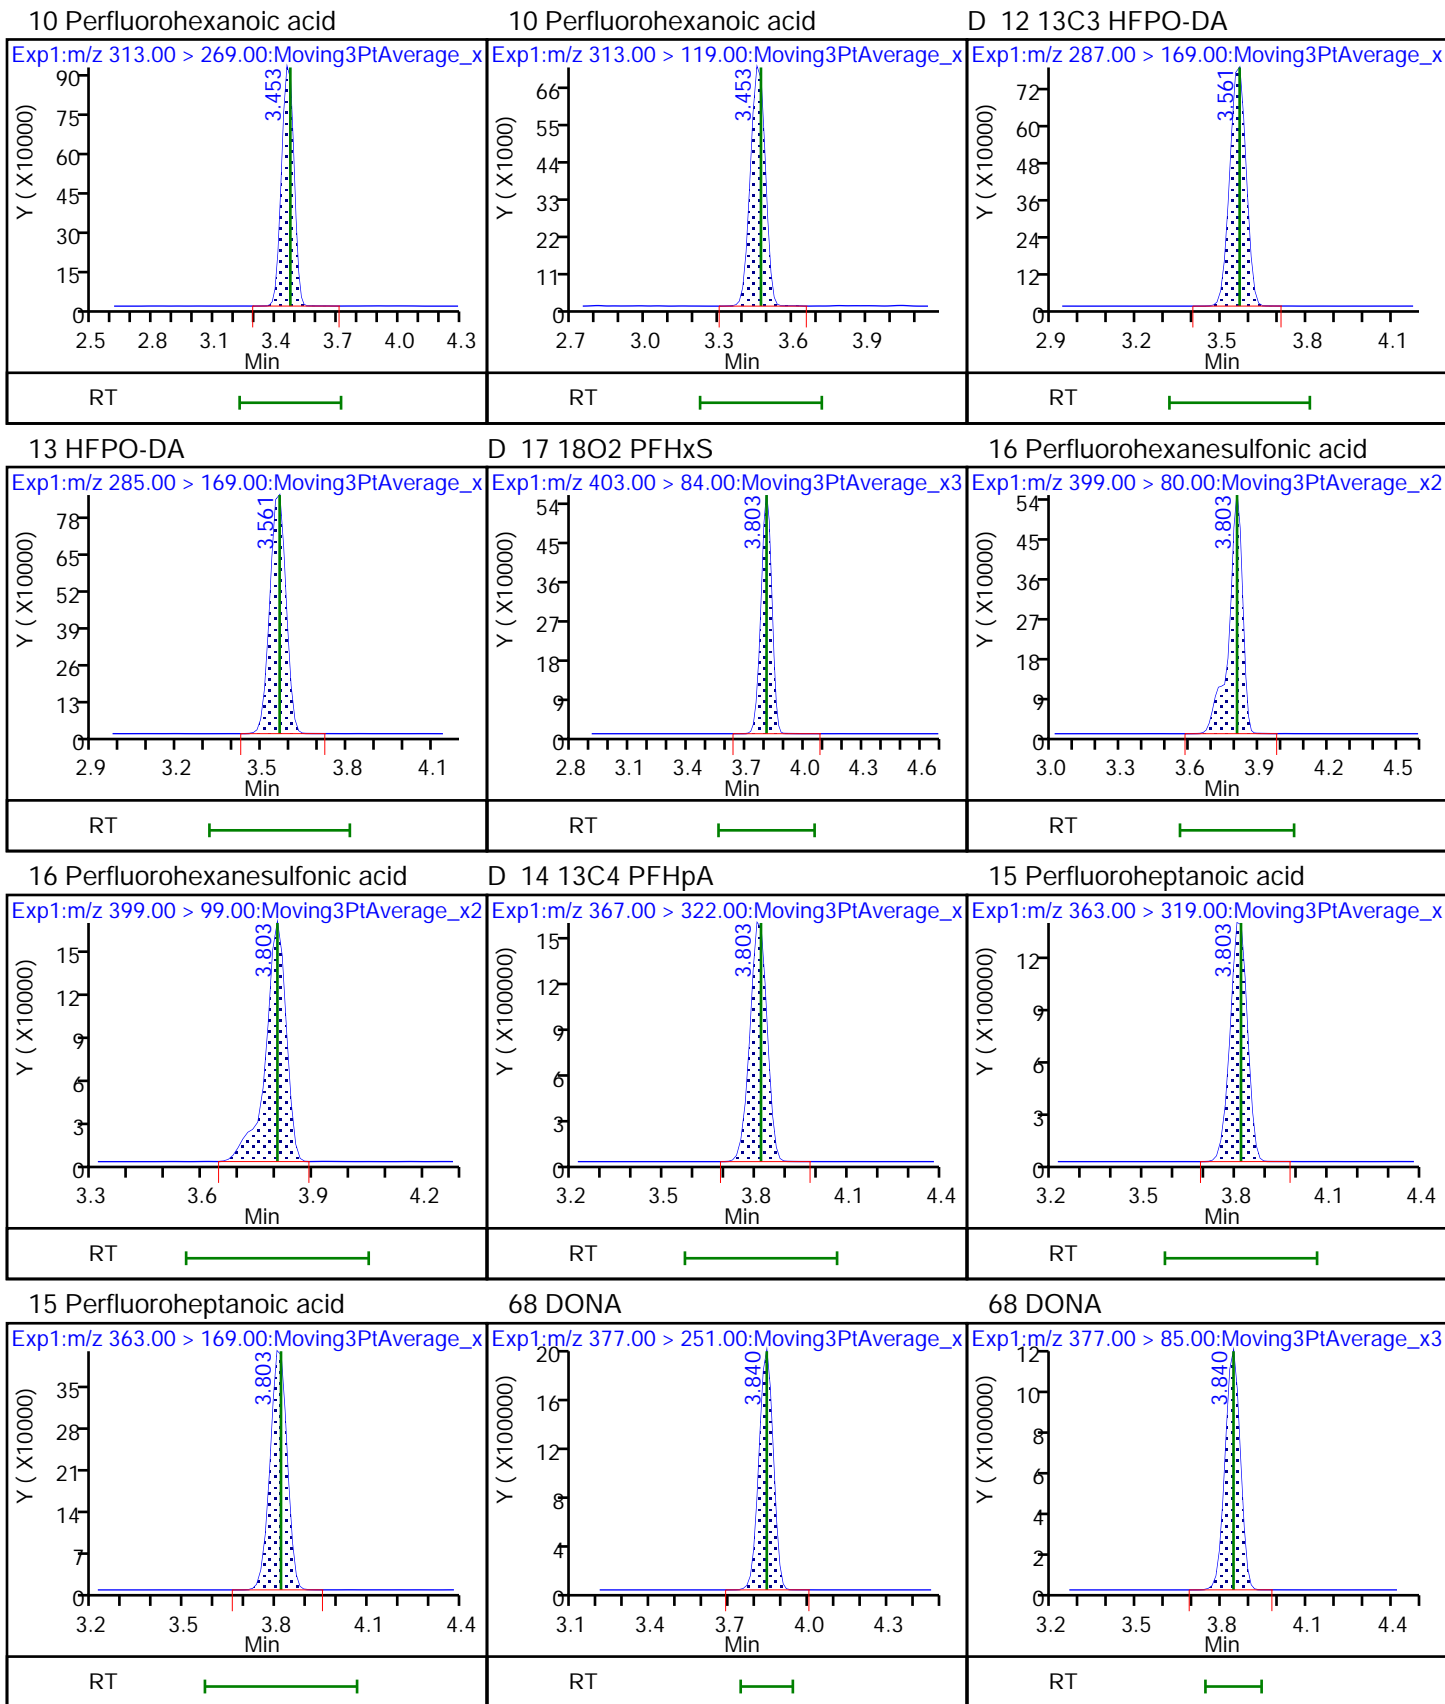 10 Perfluorohexanoic acid
Exp1:m/z 313.00 > 269.00:Moving3PtAverage_x
Y ( X10000)
90
75
60
45
30
15
0
3.453
2.5 2.8 3.1 3.4 3.7 4.0 4.3
Min
RT
10 Perfluorohexanoic acid
Exp1:m/z 313.00 > 119.00:Moving3PtAverage_x
Y ( X1000)
66
55
44
33
22
11
0
3.453
2.7 3.0 3.3 3.6 3.9
Min
RT
D 12 13C3 HFPO-DA
Exp1:m/z 287.00 > 169.00:Moving3PtAverage_x
Y ( X10000)
72
60
48
36
24
12
0
3.561
2.9 3.2 3.5 3.8 4.1
Min
RT
13 HFPO-DA
Exp1:m/z 285.00 > 169.00:Moving3PtAverage_x
Y ( X10000)
78
65
52
39
26
13
0
3.561
2.9 3.2 3.5 3.8 4.1
Min
RT
D 17 18O2 PFHxS
Exp1:m/z 403.00 > 84.00:Moving3PtAverage_x3
Y ( X10000)
54
45
36
27
18
9
0
3.803
2.8 3.1 3.4 3.7 4.0 4.3 4.6
Min
RT
16 Perfluorohexanesulfonic acid
Exp1:m/z 399.00 > 80.00:Moving3PtAverage_x2
Y ( X10000)
54
45
36
27
18
9
0
3.803
3.0 3.3 3.6 3.9 4.2 4.5
Min
RT
16 Perfluorohexanesulfonic acid
Exp1:m/z 399.00 > 99.00:Moving3PtAverage_x2
Y ( X100000)
15
12
9
6
3
0
3.803
3.3 3.6 3.9 4.2
Min
RT
D 14 13C4 PFHpA
Exp1:m/z 367.00 > 322.00:Moving3PtAverage_x
Y ( X100000)
15
12
9
6
3
0
3.803
3.2 3.5 3.8 4.1 4.4
Min
RT
15 Perfluoroheptanoic acid
Exp1:m/z 363.00 > 319.00:Moving3PtAverage_x
Y ( X100000)
12
9
6
3
0
3.803
3.2 3.5 3.8 4.1 4.4
Min
RT
15 Perfluoroheptanoic acid
Exp1:m/z 363.00 > 169.00:Moving3PtAverage_x
Y ( X10000)
35
28
21
14
7
0
3.803
3.2 3.5 3.8 4.1 4.4
Min
RT
68 DONA
Exp1:m/z 377.00 > 251.00:Moving3PtAverage_x
Y ( X100000)
20
16
12
8
4
0
3.840
3.1 3.4 3.7 4.0 4.3
Min
RT
68 DONA
Exp1:m/z 377.00 > 85.00:Moving3PtAverage_x3
Y ( X100000)
12
10
8
6
4
2
0
3.840
3.2 3.5 3.8 4.1 4.4
Min
RT